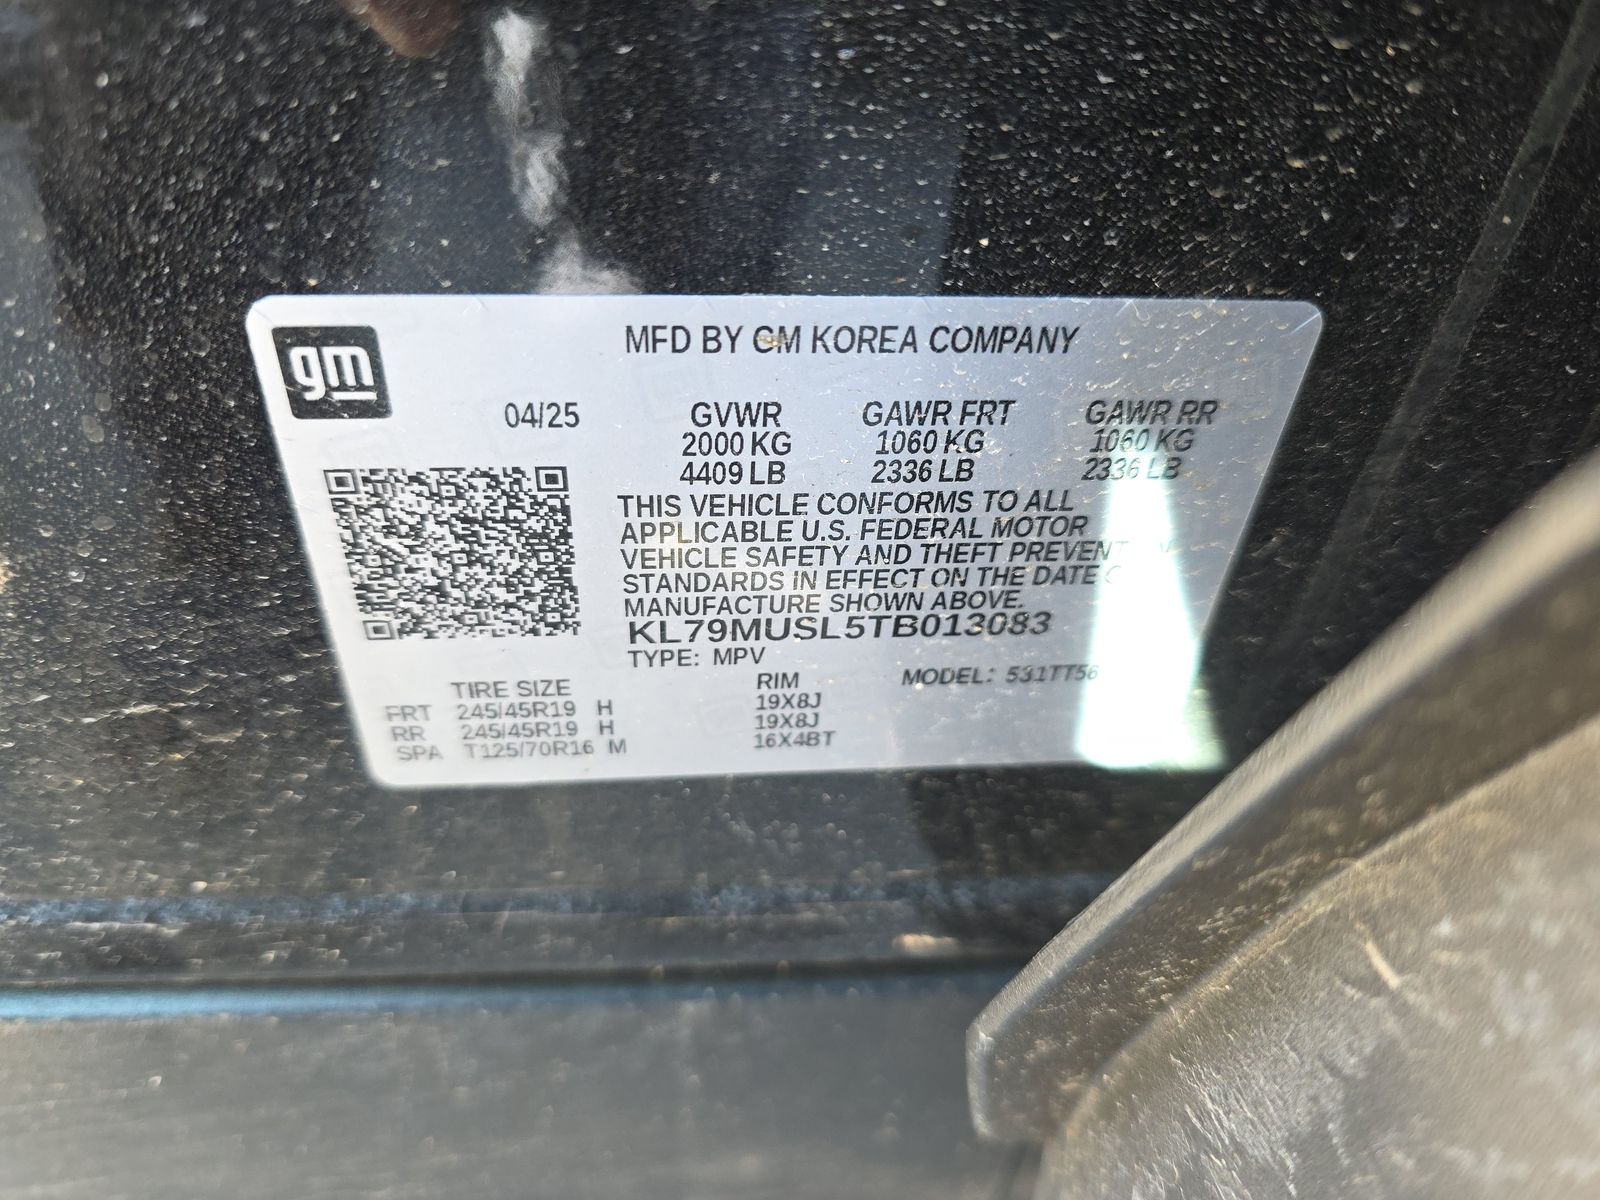 gm
MFD BY GM KOREA COMPANY
04/25 GVWR GAWR FRT GAWR RR
2000 KG 1060 KG 1060 KG
4409 LB 2336 LB 2336 LB
THIS VEHICLE CONFORMS TO ALL
APPLICABLE U.S. FEDERAL MOTOR
VEHICLE SAFETY AND THEFT
STANDARDS IN EFFECT ON THE DATE
MANUFACTURE SHOWN ABOVE.
KL79MUSL5TB013083
TYPE: MPV
MODEL:
TIRE SIZE RIM
FRT 245/45R19 H 19X8J
RR 245/45R19 H 19X8J
SPA T125/70R16 M 16X4BT